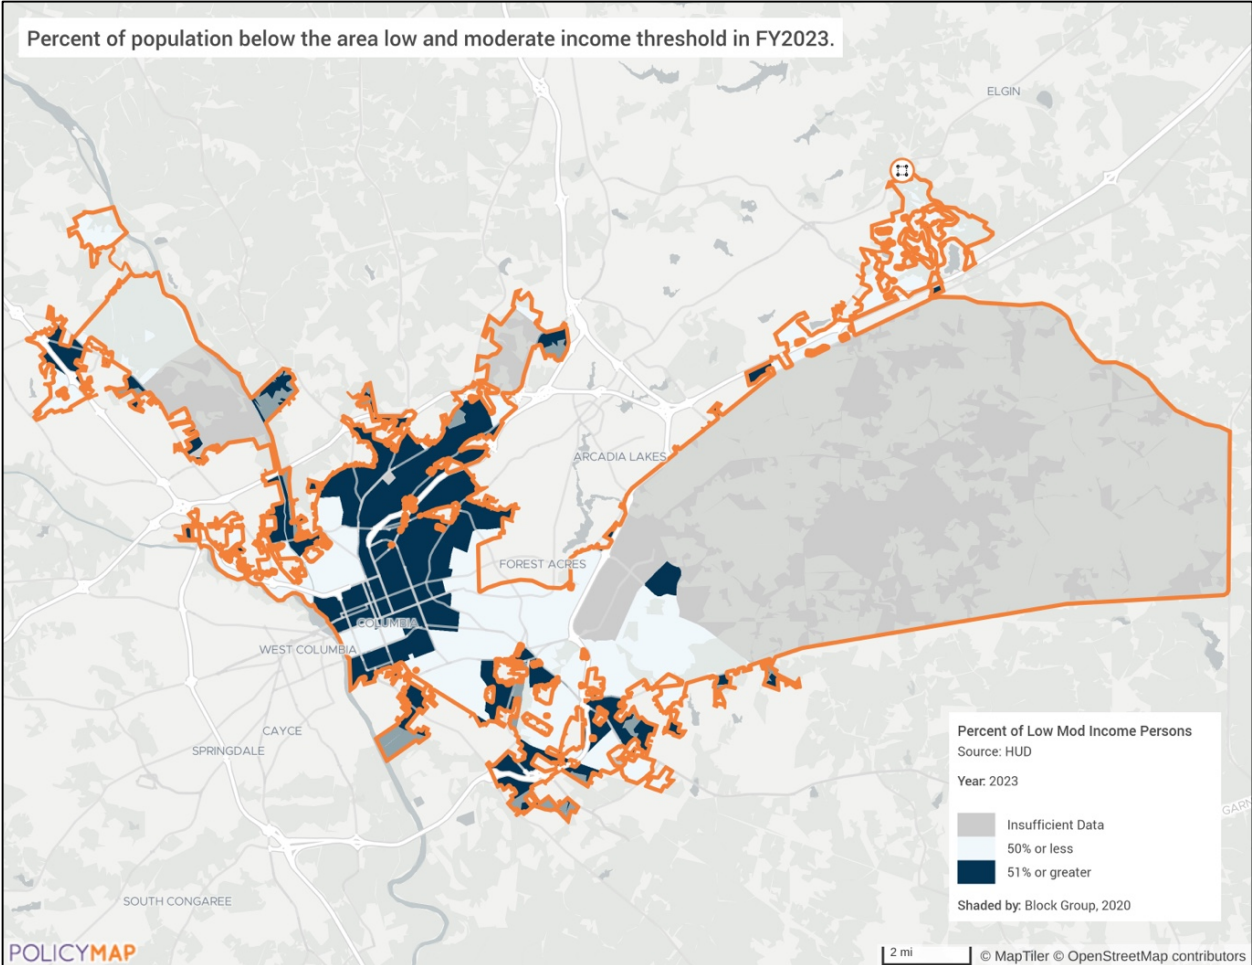 Percent of population below the area low and moderate income threshold in FY2023.
ELGIN
ARCADIA LAKES
FOREST ACRES
COLUMBIA
WEST COLUMBIA
CAYCE
SPRINGDALE
SOUTH CONGAREE
GARN
Percent of Low Mod Income Persons
Source: HUD
Year: 2023
Insufficient Data
50% or less
51% or greater
Shaded by: Block Group, 2020
POLICYMAP
2 mi
© MapTiler © OpenStreetMap contributors